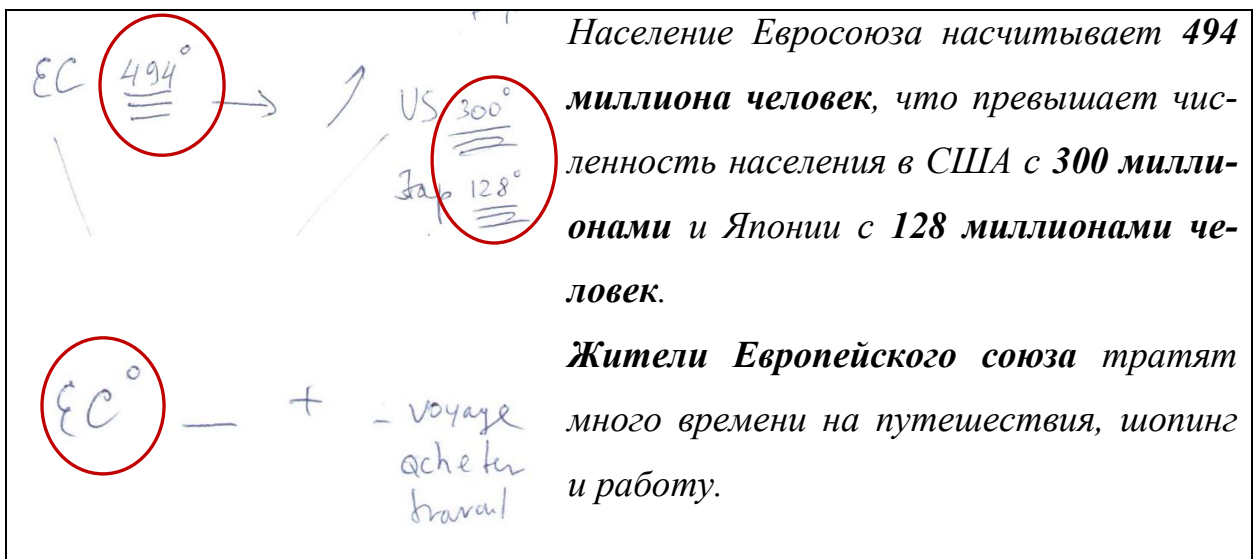 ЕС 494° → ↗ US 300°
Jap 128°
ЕС° — + - voyage
acheter
travail
Население Евросоюза насчитывает 494
миллиона человек, что превышает чис-
ленность населения в США с 300 милли-
онами и Японии с 128 миллионами че-
ловек.
Жители Европейского союза тратят
много времени на путешествия, шопинг
и работу.